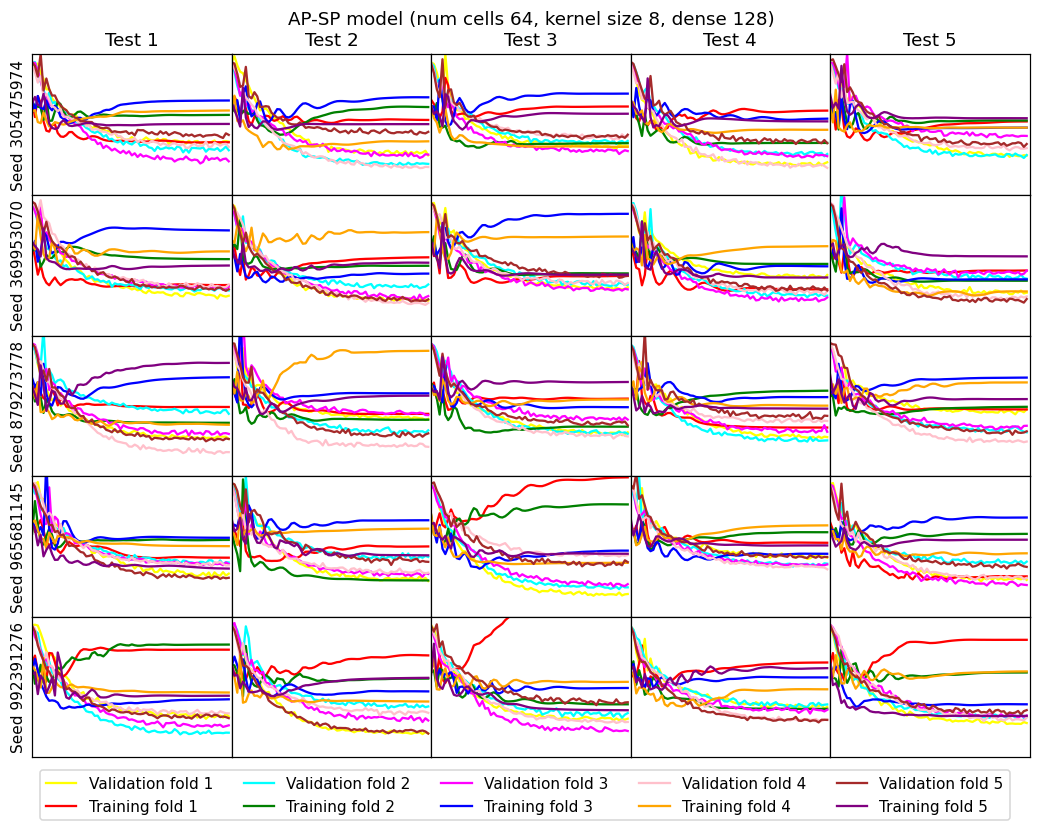 AP-SP model (num cells 64, kernel size 8, dense 128)
Test 1 Test 2 Test 3 Test 4 Test 5
Seed 305475974
Seed 3699953070
Seed 8779273778
Seed 965681145
Seed 992391276
Validation fold 1 Validation fold 2 Validation fold 3 Validation fold 4 Validation fold 5
Training fold 1 Training fold 2 Training fold 3 Training fold 4 Training fold 5